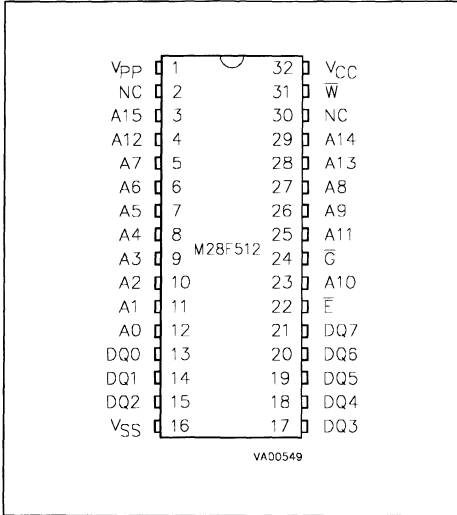 VPP 1 32 VCC
NC 2 31 W̅
A15 3 30 NC
A12 4 29 A14
A7 5 28 A13
A6 6 27 A8
A5 7 26 A9
A4 8 25 A11
M28F512
A3 9 24 G̅
A2 10 23 A10
A1 11 22 E̅
A0 12 21 DQ7
DQ0 13 20 DQ6
DQ1 14 19 DQ5
DQ2 15 18 DQ4
VSS 16 17 DQ3
VA00549